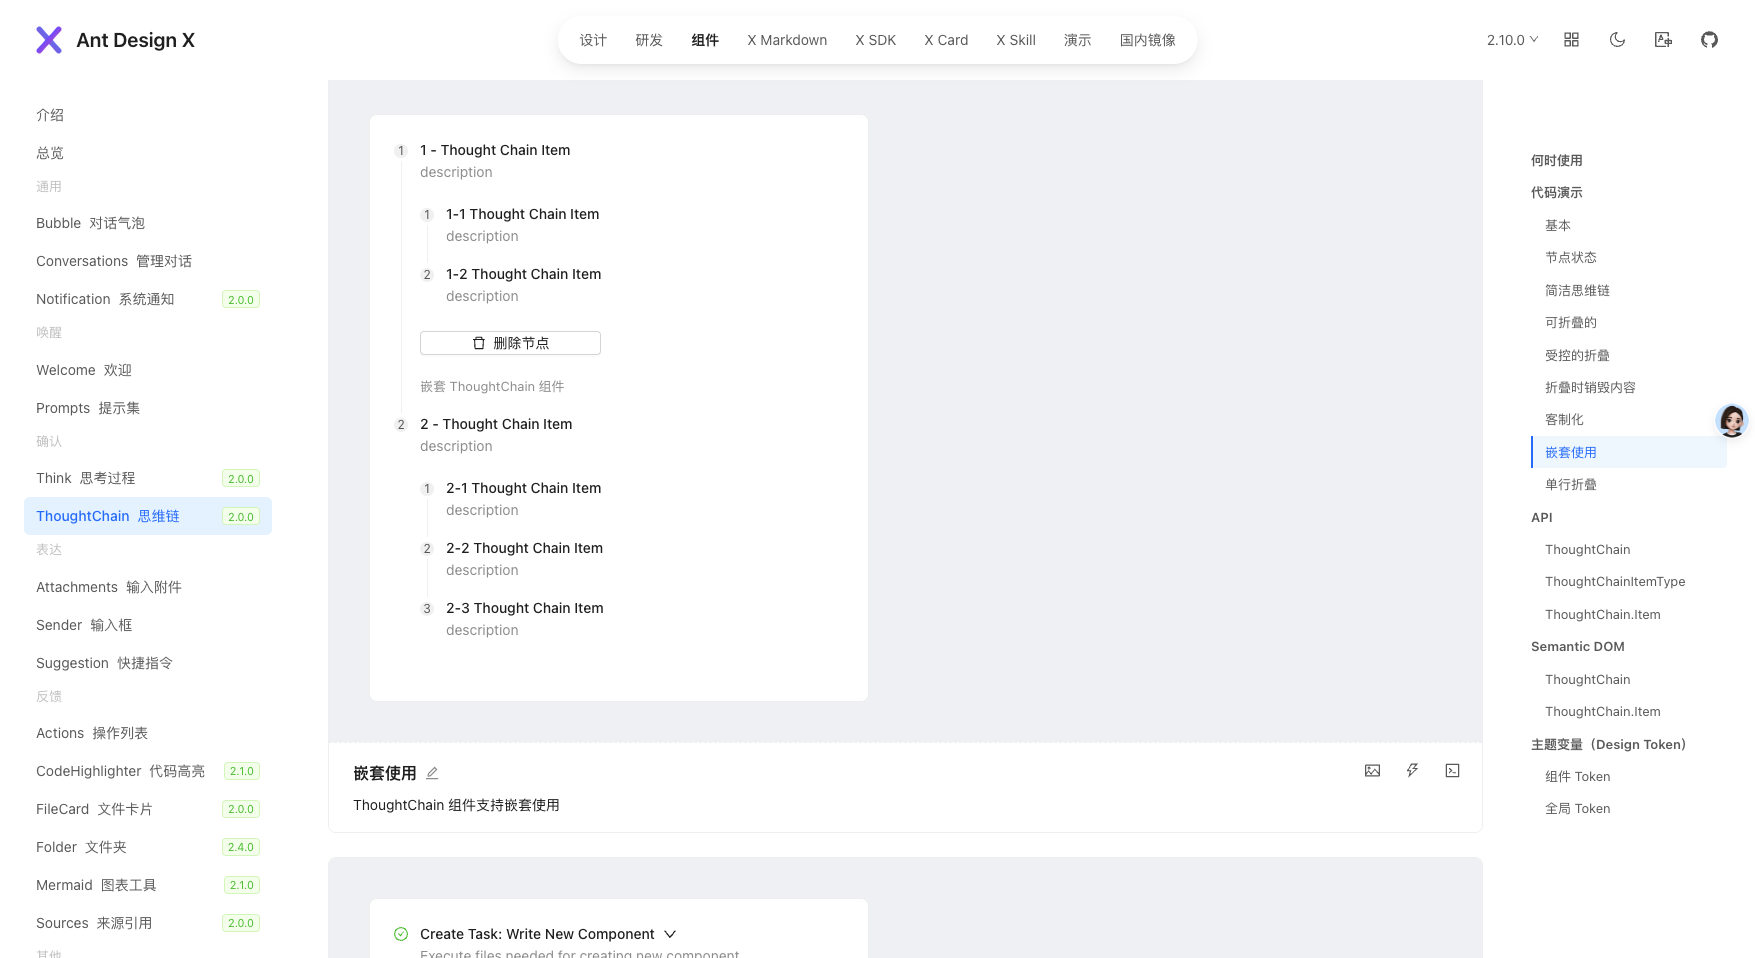 Ant Design X
设计 研发 组件 X Markdown X SDK X Card X Skill 演示 国内镜像
2.10.0
介绍
总览
通用
Bubble 对话气泡
Conversations 管理对话
Notification 系统通知 2.0.0
唤醒
Welcome 欢迎
Prompts 提示集
确认
Think 思考过程 2.0.0
ThoughtChain 思维链 2.0.0
表达
Attachments 输入附件
Sender 输入框
Suggestion 快捷指令
反馈
Actions 操作列表
CodeHighlighter 代码高亮 2.1.0
FileCard 文件卡片 2.0.0
Folder 文件夹 2.4.0
Mermaid 图表工具 2.1.0
Sources 来源引用 2.0.0
其他
1 1 - Thought Chain Item
description
1 1-1 Thought Chain Item
description
2 1-2 Thought Chain Item
description
删除节点
嵌套 ThoughtChain 组件
2 2 - Thought Chain Item
description
1 2-1 Thought Chain Item
description
2 2-2 Thought Chain Item
description
3 2-3 Thought Chain Item
description
嵌套使用
ThoughtChain 组件支持嵌套使用
Create Task: Write New Component
Execute files needed for creating new component
何时使用
代码演示
基本
节点状态
简洁思维链
可折叠的
受控的折叠
折叠时销毁内容
客制化
嵌套使用
单行折叠
API
ThoughtChain
ThoughtChainItemType
ThoughtChain.Item
Semantic DOM
ThoughtChain
ThoughtChain.Item
主题变量（Design Token）
组件 Token
全局 Token